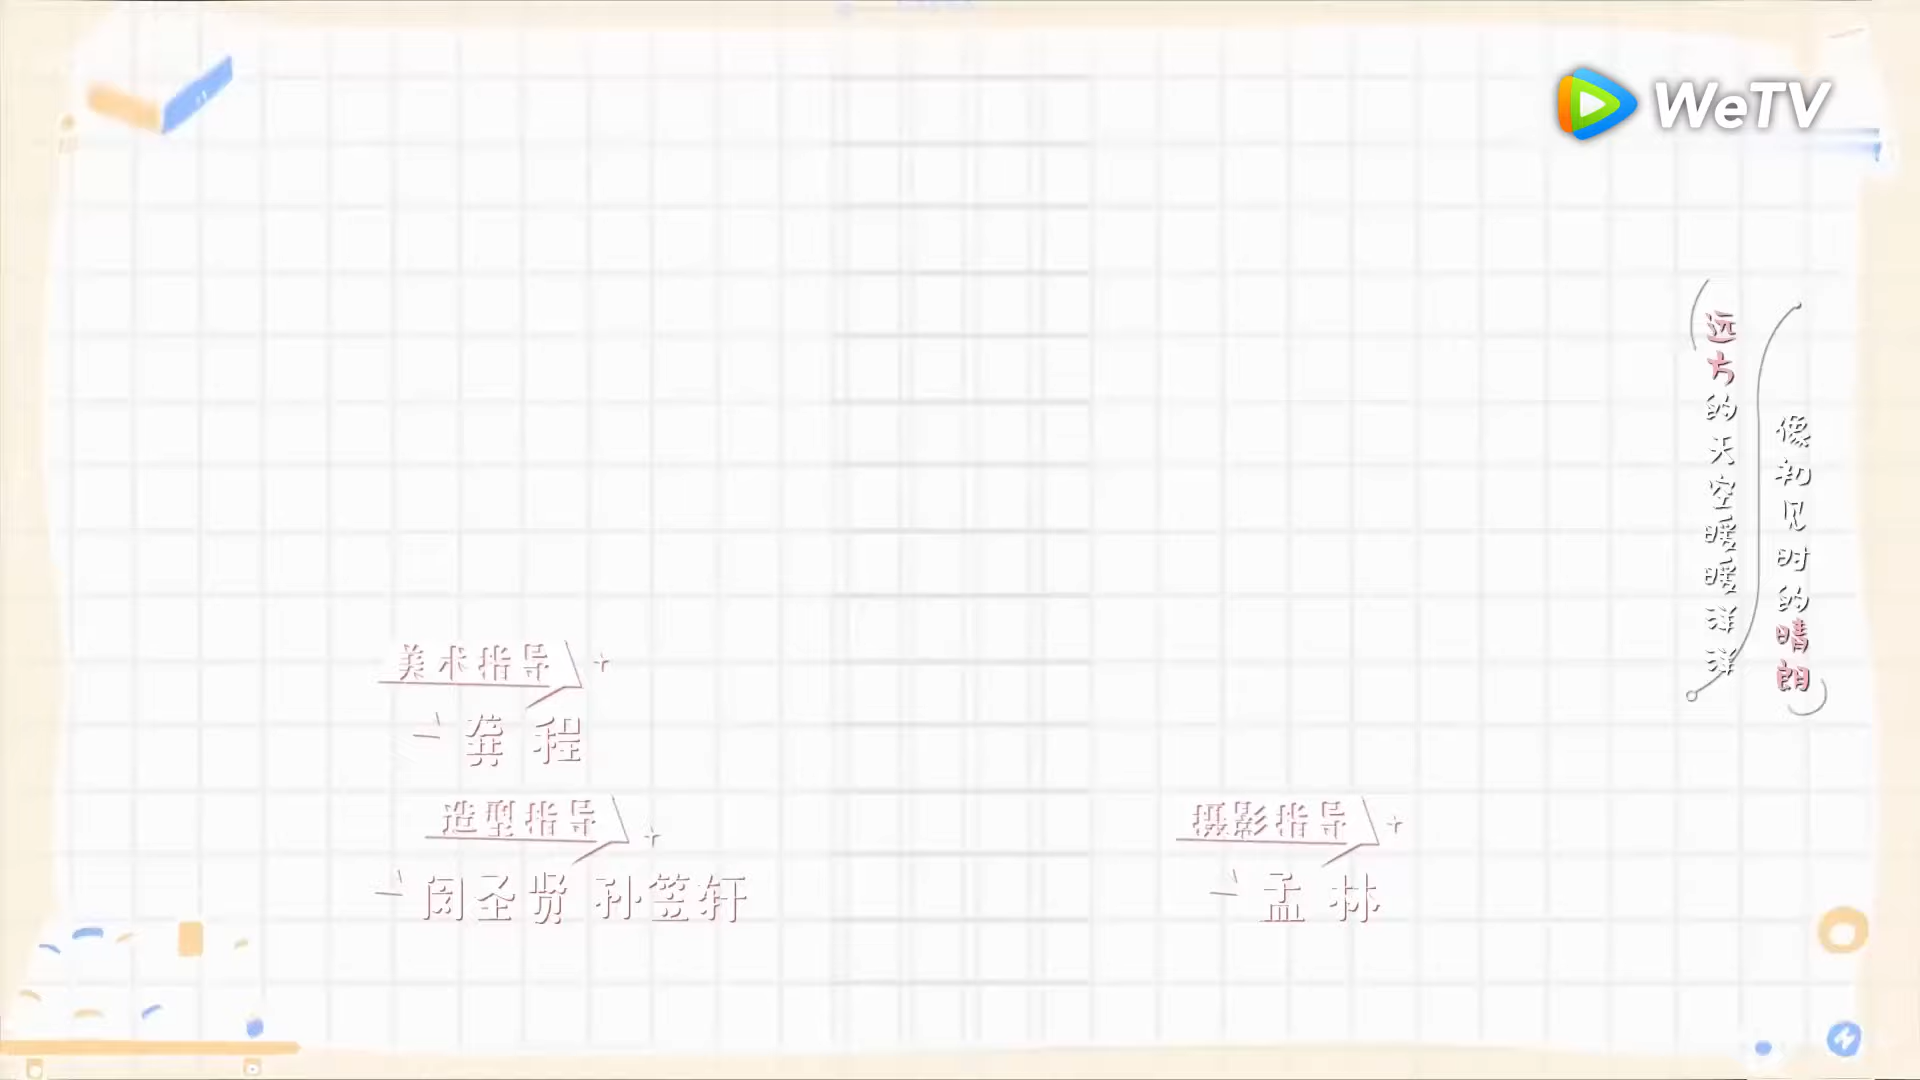 WeTV
远方的天空暖暖洋洋
像初见时的晴朗
美术指导
龚 程
造型指导
闵圣贤 孙笠轩
摄影指导
孟 林